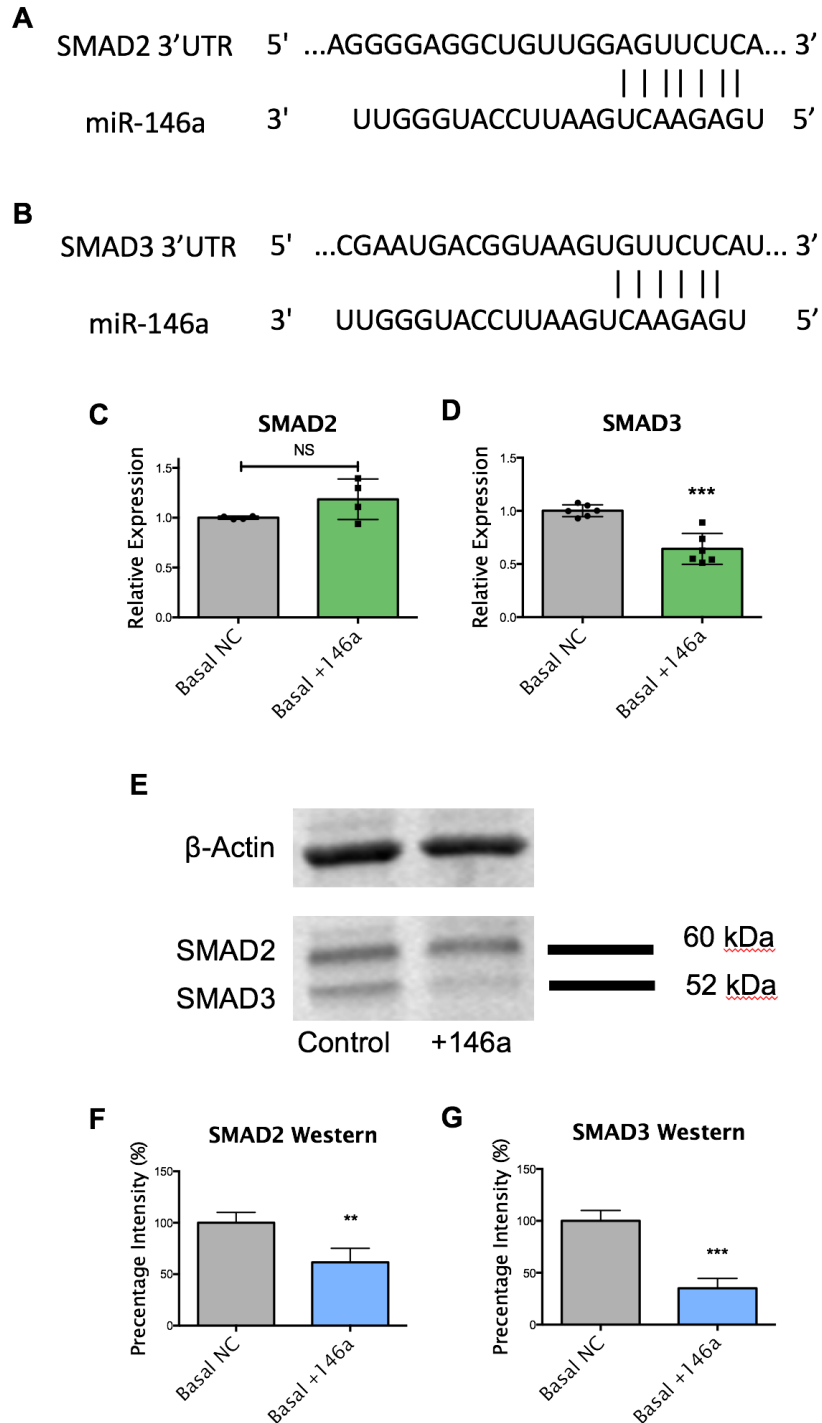 A
SMAD2 3’UTR 5' ...AGGGGAGGCUGUUGGAGUUCUCA... 3’
miR-146a 3' UUGGGUACCUUAAGUCAAGAGU 5’
B
SMAD3 3’UTR 5' ...CGAAUGACGGUAAGUGUUCUCAU... 3’
miR-146a 3' UUGGGUACCUUAAGUCAAGAGU 5’
C
SMAD2
Relative Expression
1.5
1.0
0.5
0.0
NS
Basal NC
Basal +146a
D
SMAD3
Relative Expression
1.5
1.0
0.5
0.0
***
Basal NC
Basal +146a
E
β-Actin
SMAD2 60 kDa
SMAD3 52 kDa
Control +146a
F
SMAD2 Western
Precentage Intensity (%)
150
100
50
0
**
Basal NC
Basal +146a
G
SMAD3 Western
Precentage Intensity (%)
150
100
50
0
***
Basal NC
Basal +146a